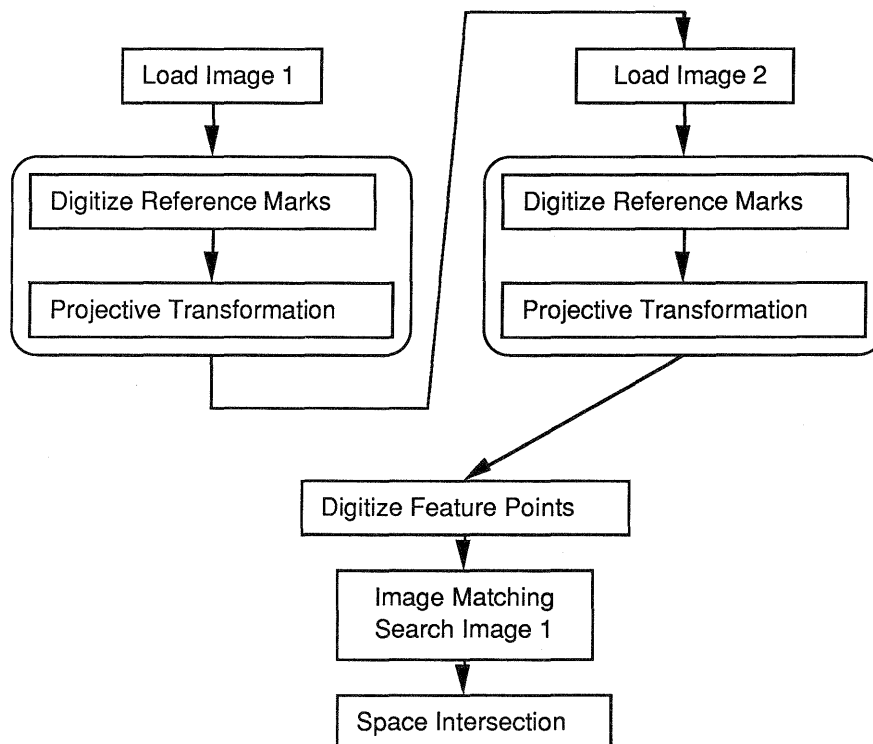 Load Image 1
Digitize Reference Marks
Projective Transformation
Load Image 2
Digitize Reference Marks
Projective Transformation
Digitize Feature Points
Image Matching
Search Image 1
Space Intersection